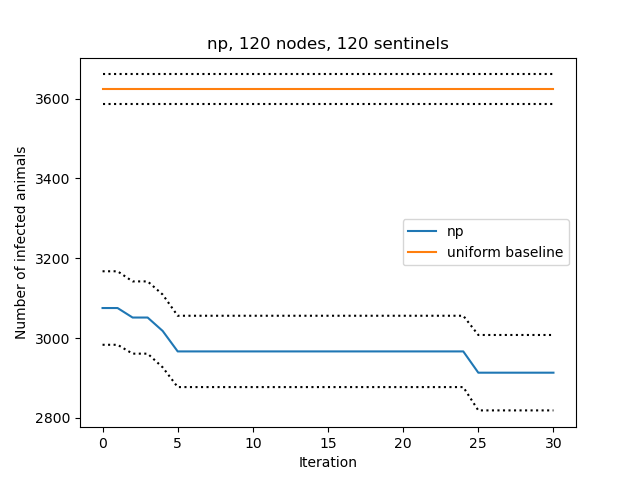 np, 120 nodes, 120 sentinels
Number of infected animals
3600
3400
3200
3000
2800
np
uniform baseline
0 5 10 15 20 25 30
Iteration